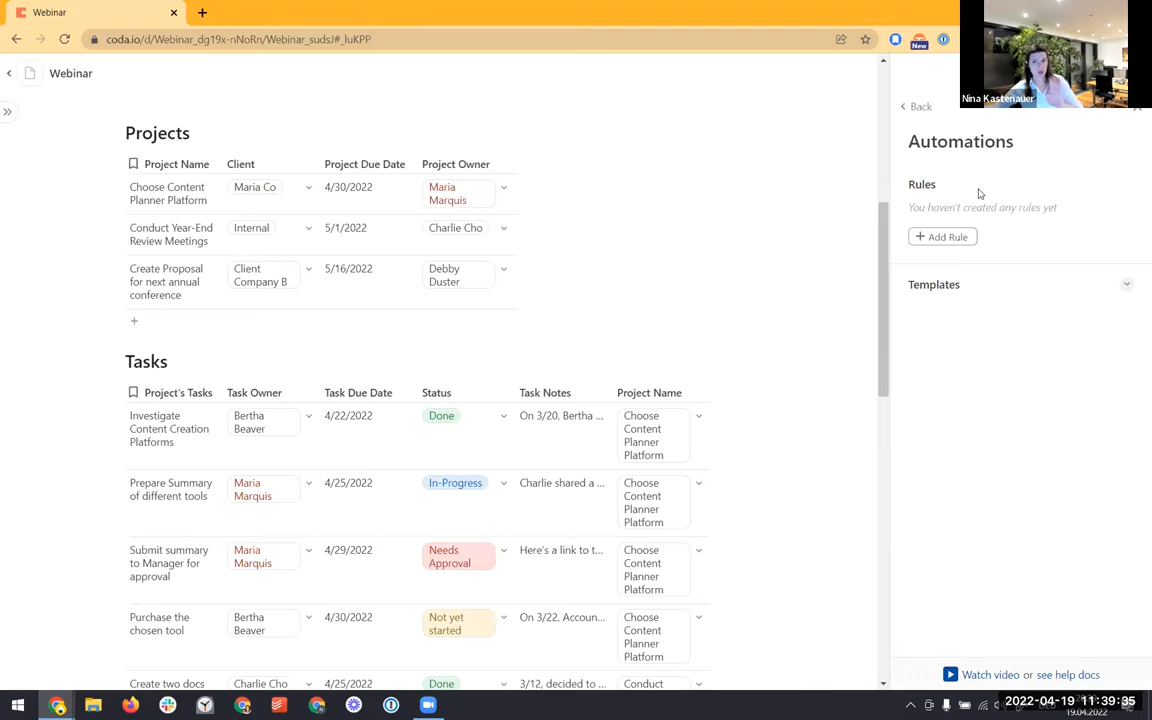 Webinar
coda.io/d/Webinar_dg19x-nNoRn/Webinar_sudsJ#_luKPP
New
Webinar
Nina Kastenauer
Back
Automations
Rules
You haven't created any rules yet
+ Add Rule
Templates
Projects
Project Name Client Project Due Date Project Owner
Choose Content
Planner Platform
Maria Co
4/30/2022
Maria
Marquis
Conduct Year-End
Review Meetings
Internal
5/1/2022
Charlie Cho
Create Proposal
for next annual
conference
Client
Company B
5/16/2022
Debby
Duster
+
Tasks
Project's Tasks Task Owner Task Due Date Status Task Notes Project Name
Investigate
Content Creation
Platforms
Bertha
Beaver
4/22/2022
Done
On 3/20, Bertha ...
Choose
Content
Planner
Platform
Prepare Summary
of different tools
Maria
Marquis
4/25/2022
In-Progress
Charlie shared a ...
Choose
Content
Planner
Platform
Submit summary
to Manager for
approval
Maria
Marquis
4/29/2022
Needs
Approval
Here's a link to t...
Choose
Content
Planner
Platform
Purchase the
chosen tool
Bertha
Beaver
4/30/2022
Not yet
started
On 3/22, Accoun...
Choose
Content
Planner
Platform
Create two docs
Charlie Cho
4/25/2022
Done
3/12, decided to ...
Conduct
Watch video or see help docs
2022-04-19 11:39:35
19.04.2022